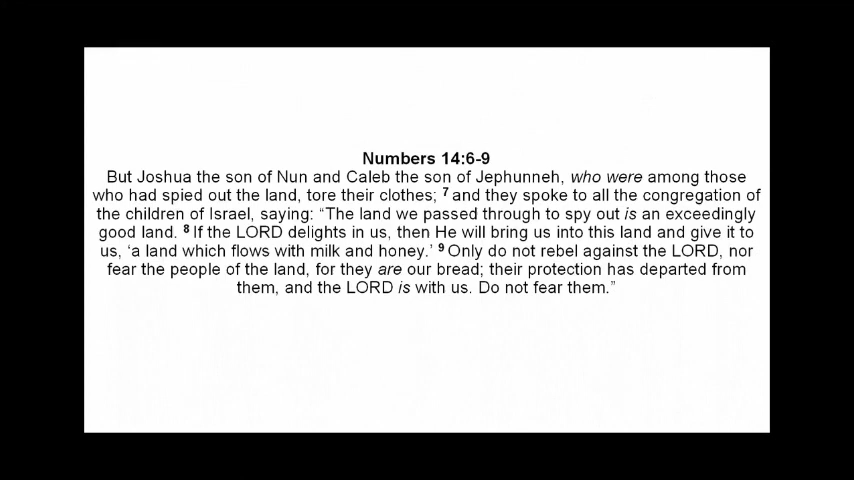 Numbers 14:6-9
But Joshua the son of Nun and Caleb the son of Jephunneh, who were among those
who had spied out the land, tore their clothes; 7 and they spoke to all the congregation of
the children of Israel, saying: “The land we passed through to spy out is an exceedingly
good land. 8 If the LORD delights in us, then He will bring us into this land and give it to
us, ‘a land which flows with milk and honey.’ 9 Only do not rebel against the LORD, nor
fear the people of the land, for they are our bread; their protection has departed from
them, and the LORD is with us. Do not fear them.”